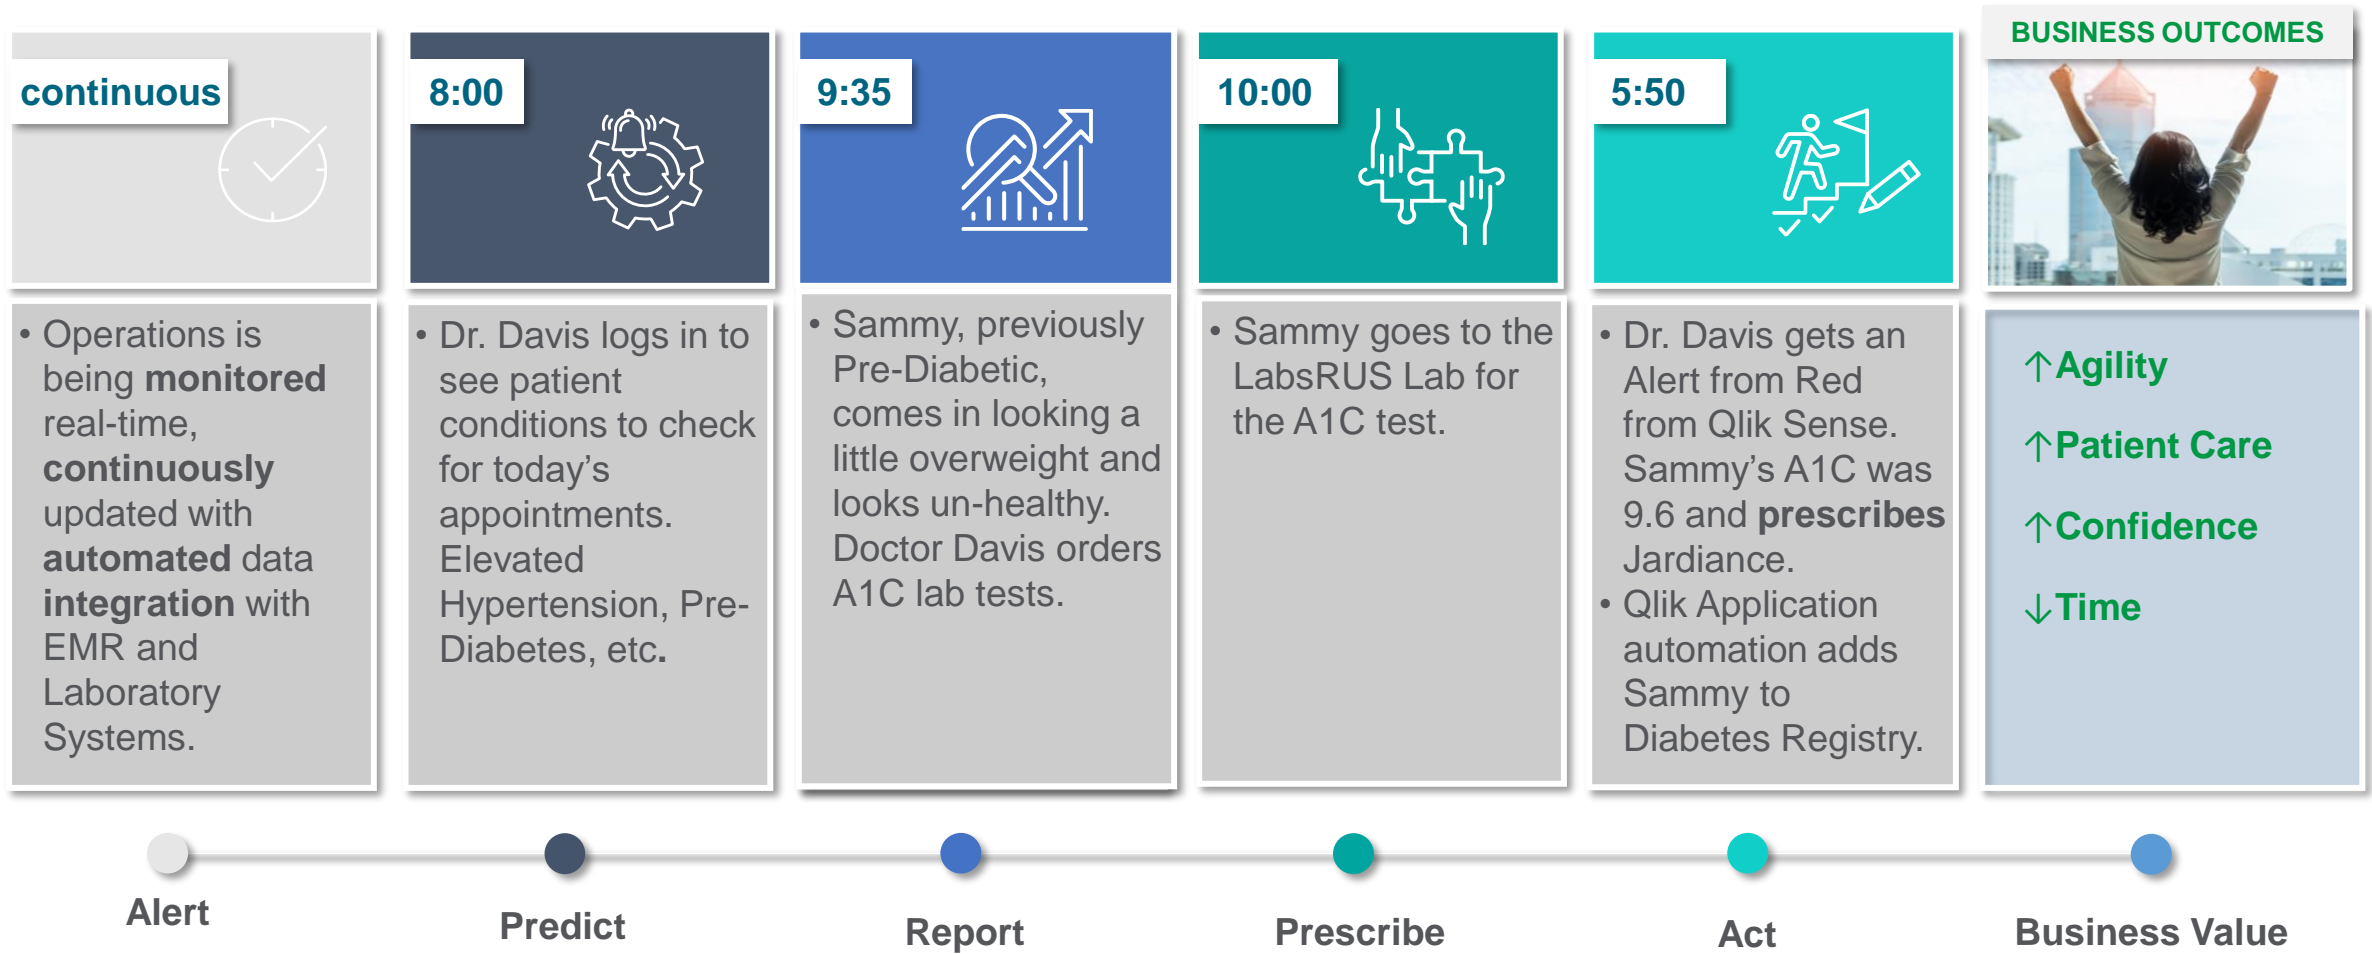 continuous
• Operations is
being monitored
real-time,
continuously
updated with
automated data
integration with
EMR and
Laboratory
Systems.
8:00
• Dr. Davis logs in to
see patient
conditions to check
for today’s
appointments.
Elevated
Hypertension, Pre-
Diabetes, etc.
9:35
• Sammy, previously
Pre-Diabetic,
comes in looking a
little overweight and
looks un-healthy.
Doctor Davis orders
A1C lab tests.
10:00
• Sammy goes to the
LabsRUS Lab for
the A1C test.
5:50
• Dr. Davis gets an
Alert from Red
from Qlik Sense.
Sammy’s A1C was
9.6 and prescribes
Jardiance.
• Qlik Application
automation adds
Sammy to
Diabetes Registry.
BUSINESS OUTCOMES
↑Agility
↑Patient Care
↑Confidence
↓Time
Alert
Predict
Report
Prescribe
Act
Business Value